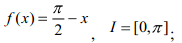 f(x) = π/2 − x , I = [0, π];